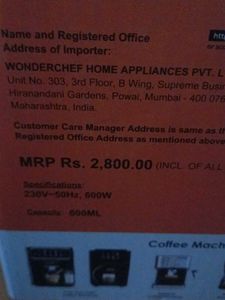 Name and Registered Office
Address of Importer:
WONDERCHEF HOME APPLIANCES PVT. L
Unit No. 303, 3rd Floor, B Wing, Supreme Busi
Hiranandani Gardens, Powai, Mumbai - 400 076
Maharashtra, India.
Customer Care Manager Address is same as th
Registered Office Address as mentioned above
MRP Rs. 2,800.00 (INCL. OF ALL
Specifications:
230V~50Hz, 600W
Capacity: 600ML
Coffee Mach